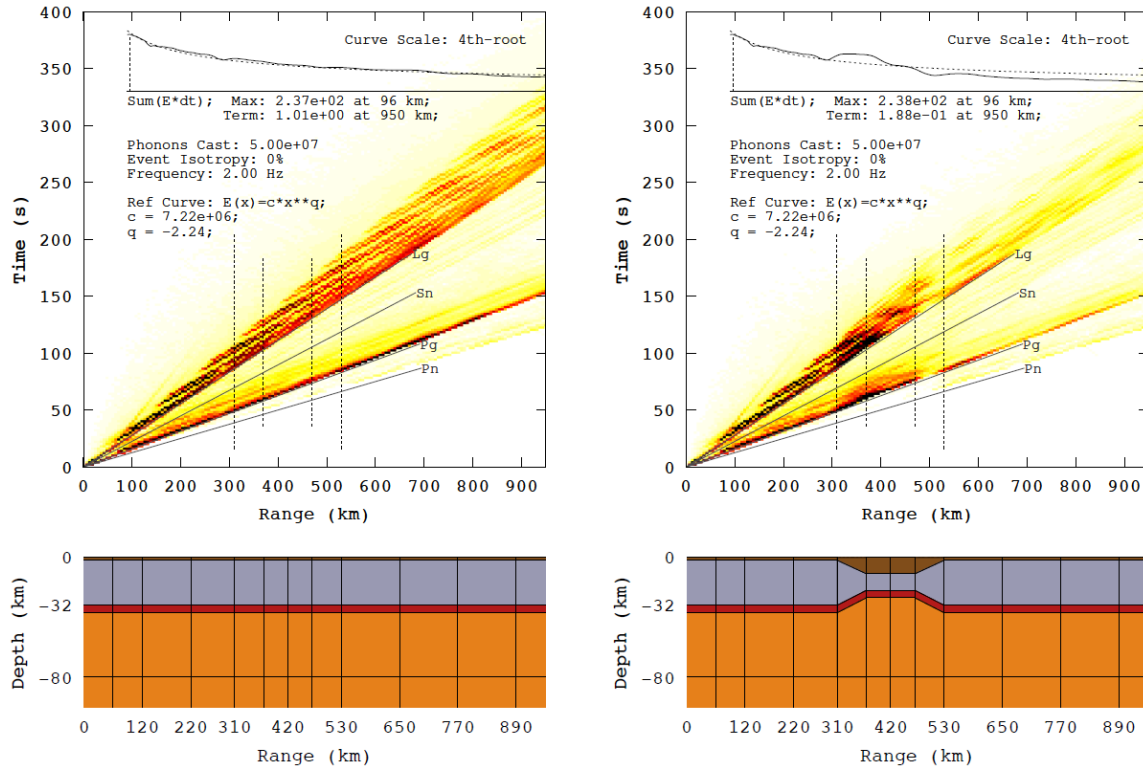 400
350
300
250
200
150
100
50
0
Time (s)
Curve Scale: 4th-root
Sum(E*dt); Max: 2.37e+02 at 96 km;
Term: 1.01e+00 at 950 km;
Phonons Cast: 5.00e+07
Event Isotropy: 0%
Frequency: 2.00 Hz
Ref Curve: E(x)=c*x**q;
c = 7.22e+06;
q = -2.24;
Lg
Sn
Pg
Pn
0 100 200 300 400 500 600 700 800 900
Range (km)
0
-32
-80
Depth (km)
0 120 220 310 420 530 650 770 890
Range (km)
400
350
300
250
200
150
100
50
0
Time (s)
Curve Scale: 4th-root
Sum(E*dt); Max: 2.38e+02 at 96 km;
Term: 1.88e-01 at 950 km;
Phonons Cast: 5.00e+07
Event Isotropy: 0%
Frequency: 2.00 Hz
Ref Curve: E(x)=c*x**q;
c = 7.22e+06;
q = -2.24;
Lg
Sn
Pg
Pn
0 100 200 300 400 500 600 700 800 900
Range (km)
0
-32
-80
Depth (km)
0 120 220 310 420 530 650 770 890
Range (km)